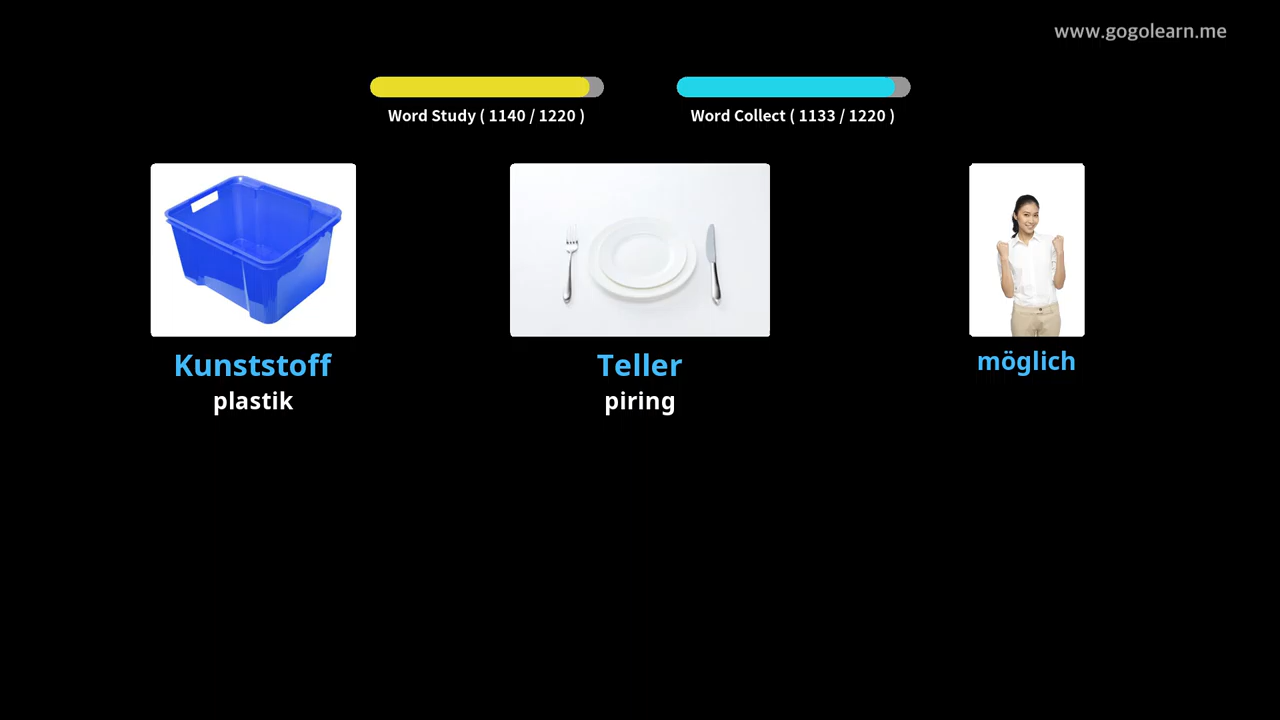 www.gogolearn.me
Word Study ( 1140 / 1220 )
Word Collect ( 1133 / 1220 )
Kunststoff
plastik
Teller
piring
möglich